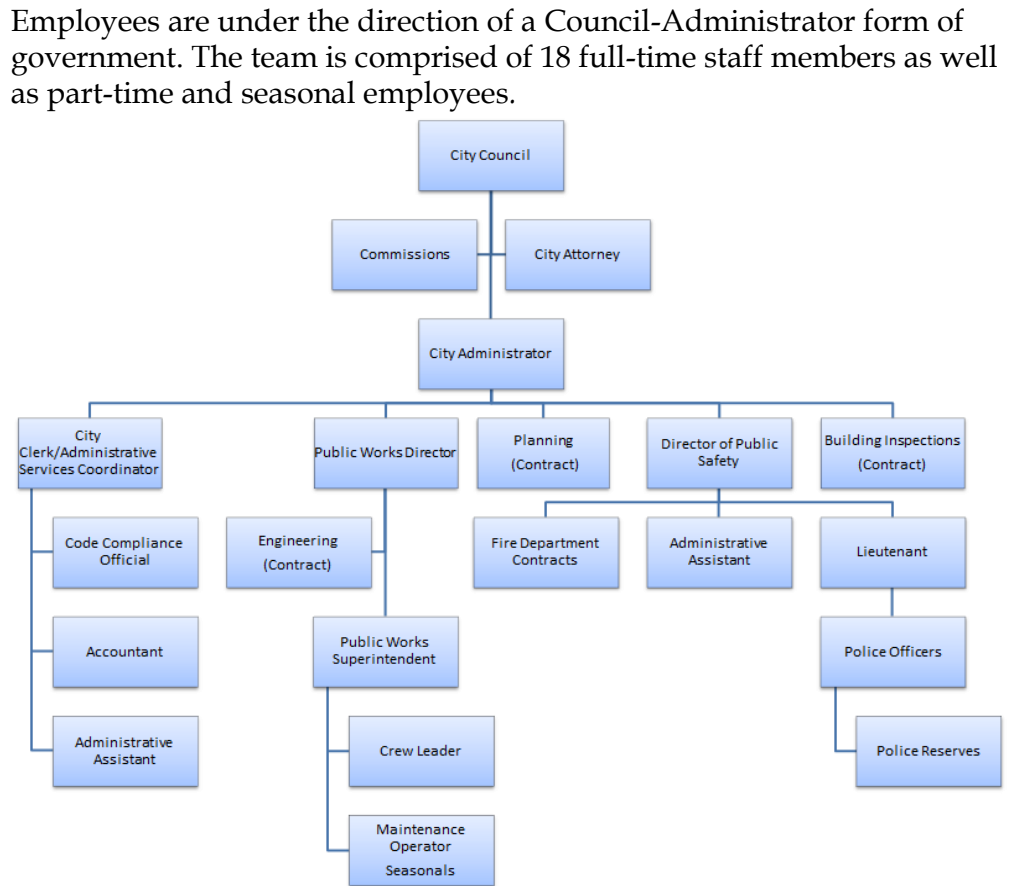 Employees are under the direction of a Council-Administrator form of
government. The team is comprised of 18 full-time staff members as well
as part-time and seasonal employees.
City Council
Commissions
City Attorney
City Administrator
City
Clerk/Administrative
Services Coordinator
Public Works Director
Planning
(Contract)
Director of Public
Safety
Building Inspections
(Contract)
Code Compliance
Official
Engineering
(Contract)
Fire Department
Contracts
Administrative
Assistant
Lieutenant
Accountant
Public Works
Superintendent
Police Officers
Administrative
Assistant
Crew Leader
Police Reserves
Maintenance
Operator
Seasonals